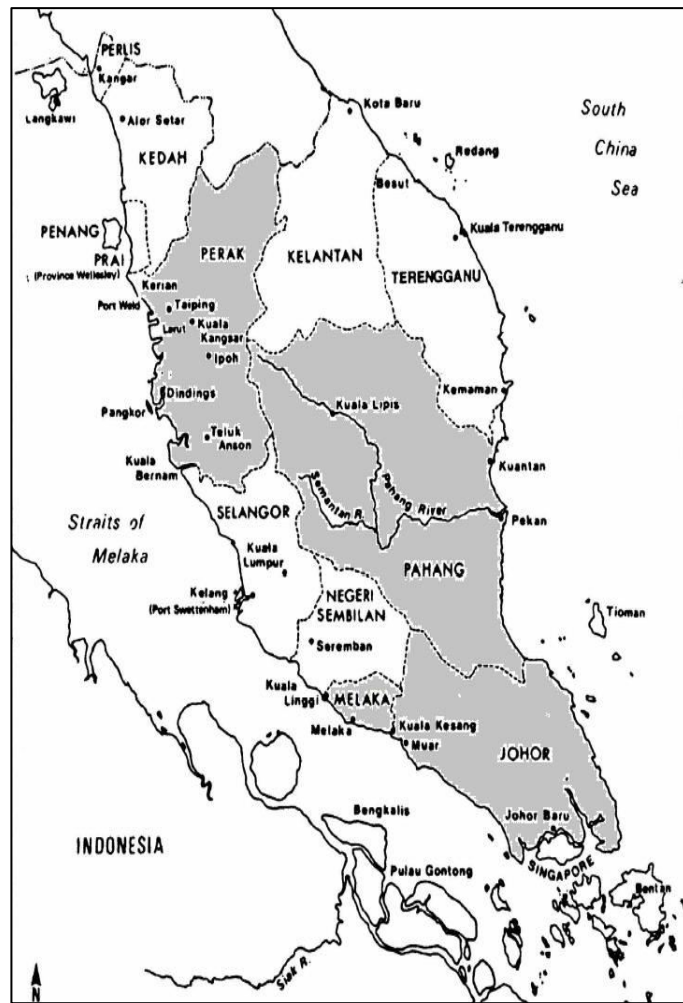 PERLIS
Kangar
Langkawi
Alor Setar
KEDAH
Kota Baru
South
China
Sea
Redang
Besut
PENANG
PRAI
(Province Wellesley)
PERAK
KELANTAN
Kuala Terengganu
TERENGGANU
Kerian
Port Weld
Taiping
Larut
Kuala
Kangsar
Ipoh
Dindings
Pangkor
Kuala Lipis
Kemaman
Teluk
Anson
Kuala
Bernam
Kuantan
SELANGOR
Semantan R.
Pahang River
Pekan
Straits of
Melaka
Kuala
Lumpur
PAHANG
Kelang
(Port Swettenham)
NEGERI
SEMBILAN
Tioman
Seremban
Kuala
Linggi
MELAKA
Melaka
Kuala Kesang
Muar
JOHOR
Johor Baru
SINGAPORE
Bengkalis
INDONESIA
Pulau Gontong
Bentan
Siak R.
N